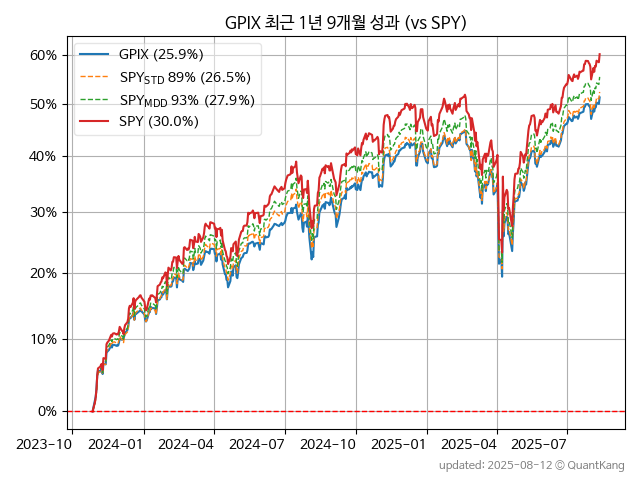 GPIX 최근 1년 9개월 성과 (vs SPY)
60%
50%
40%
30%
20%
10%
0%
GPIX (25.9%)
SPY_STD 89% (26.5%)
SPY_MDD 93% (27.9%)
SPY (30.0%)
2023-10 2024-01 2024-04 2024-07 2024-10 2025-01 2025-04 2025-07
updated: 2025-08-12 © QuantKang